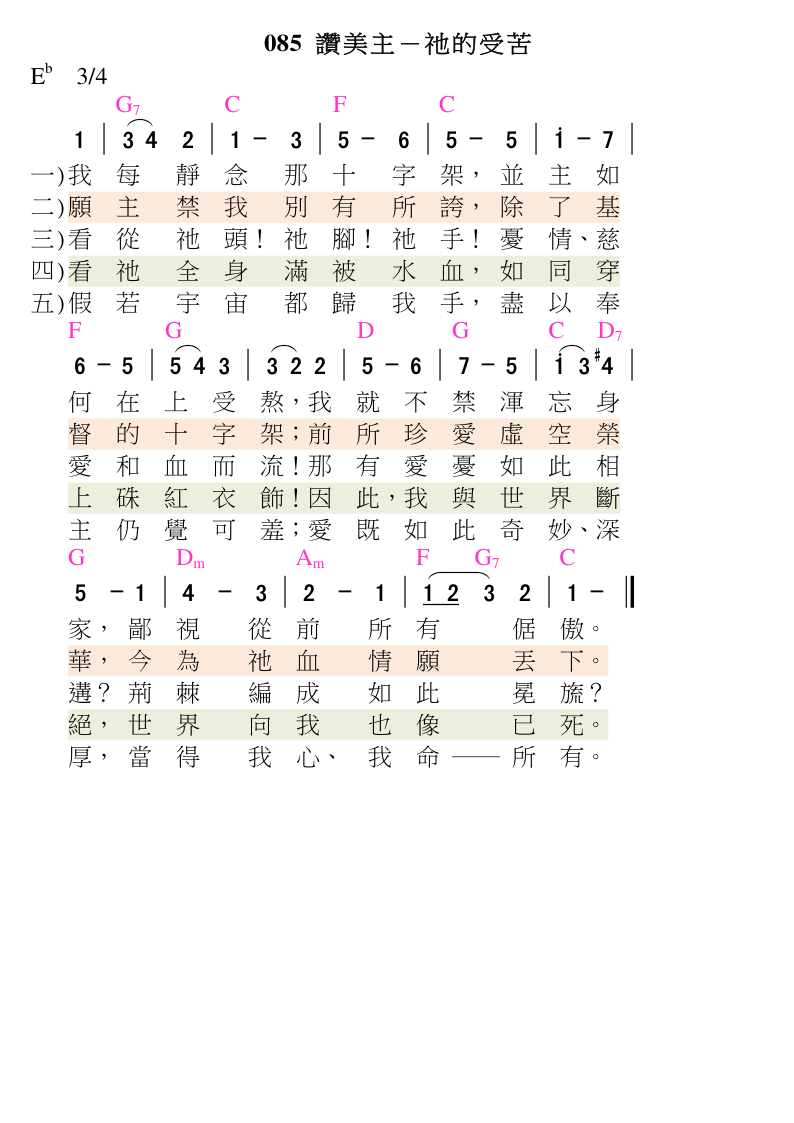 085 讚美主－祂的受苦
E♭ 3/4
G7 C F C
1 | 3 4 2 | 1 － 3 | 5 － 6 | 5 － 5 | i － 7 |
一)我 每 靜 念 那 十 字 架， 並 主 如
二)願 主 禁 我 別 有 所 誇，除 了 基
三)看 從 祂 頭！祂 腳！祂 手！憂 情、慈
四)看 祂 全 身 滿 被 水 血，如 同 穿
五)假 若 宇 宙 都 歸 我 手，盡 以 奉
F G D G C D7
6 － 5 | 5 4 3 | 3 2 2 | 5 － 6 | 7 － 5 | i 3 #4 |
何 在 上 受 熬，我 就 不 禁 渾 忘 身
督 的 十 字 架；前 所 珍 愛 虛 空 榮
愛 和 血 而 流！那 有 愛 憂 如 此 相
上 硃 紅 衣 飾！因 此，我 與 世 界 斷
主 仍 覺 可 羞；愛 既 如 此 奇 妙、深
G Dm Am F G7 C
5 － 1 | 4 － 3 | 2 － 1 | 1 2 3 2 | 1 － ‖
家， 鄙 視 從 前 所 有 倨 傲。
華，今 為 祂 血 情 願 丟 下。
遘？荊 棘 編 成 如 此 冕 旒？
絕，世 界 向 我 也 像 已 死。
厚，當 得 我 心、 我 命 —— 所 有。